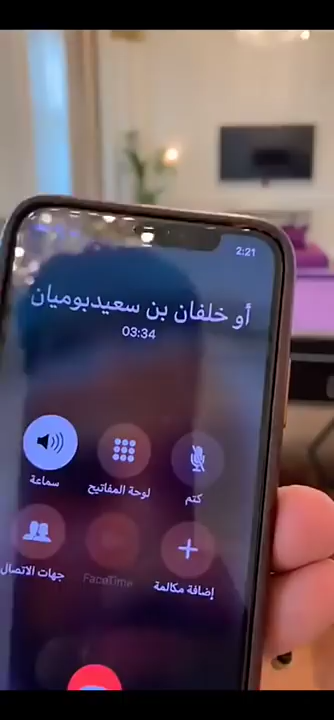 2:21
أو خلفان بن سعيدبوميان
03:34
كتم
لوحة المفاتيح
سماعة
إضافة مكالمة
FaceTime
جهات الاتصال